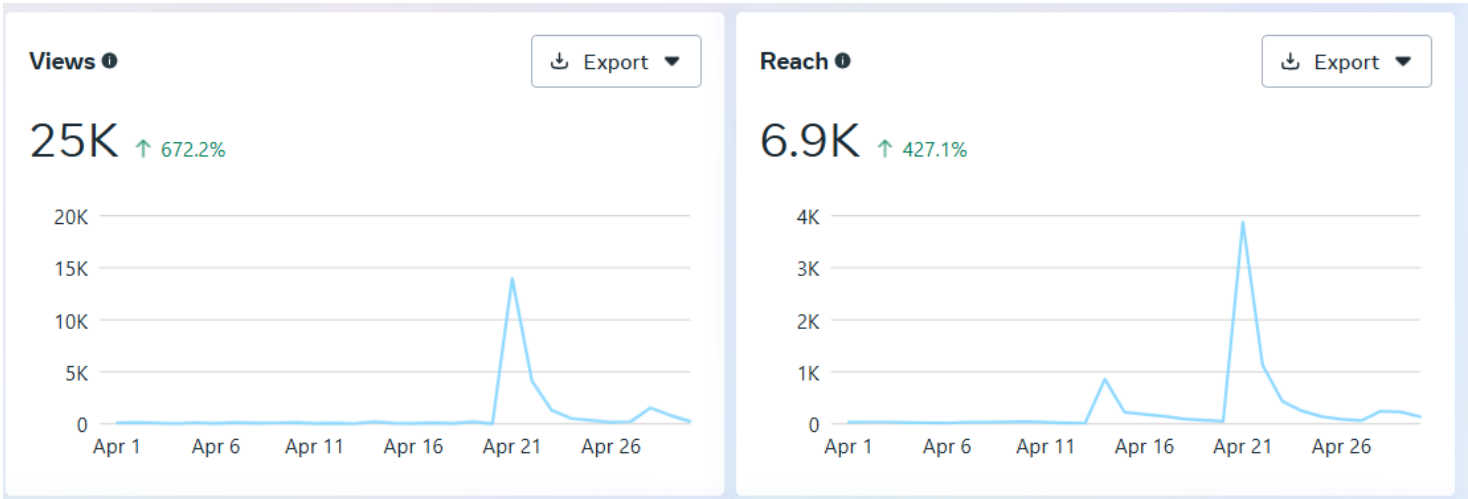 Views
Export
25K ↑ 672.2%
20K
15K
10K
5K
0
Apr 1 Apr 6 Apr 11 Apr 16 Apr 21 Apr 26
Reach
Export
6.9K ↑ 427.1%
4K
3K
2K
1K
0
Apr 1 Apr 6 Apr 11 Apr 16 Apr 21 Apr 26